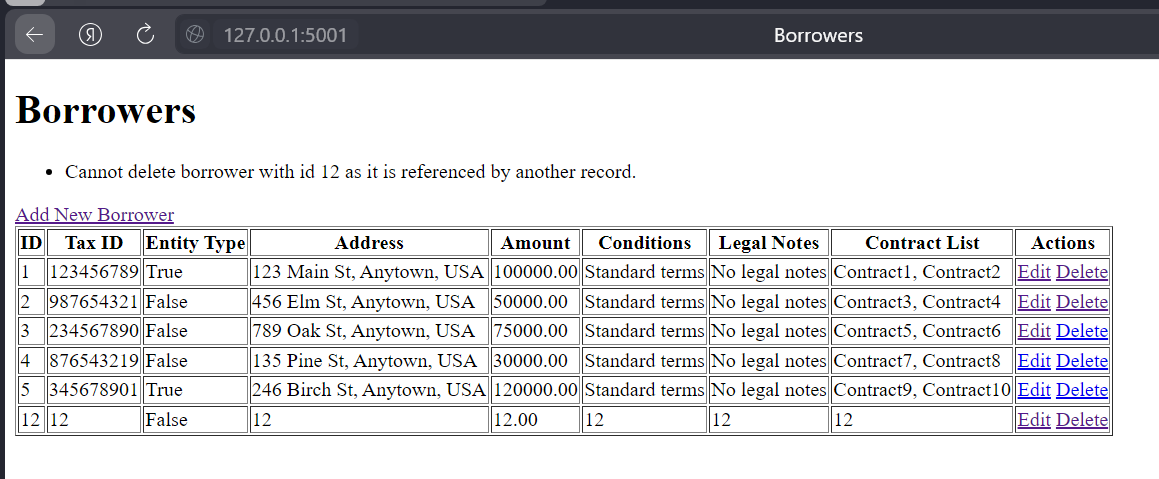 127.0.0.1:5001 Borrowers
Borrowers
Cannot delete borrower with id 12 as it is referenced by another record.
Add New Borrower
ID Tax ID Entity Type Address Amount Conditions Legal Notes Contract List Actions
1 123456789 True 123 Main St, Anytown, USA 100000.00 Standard terms No legal notes Contract1, Contract2 Edit Delete
2 987654321 False 456 Elm St, Anytown, USA 50000.00 Standard terms No legal notes Contract3, Contract4 Edit Delete
3 234567890 False 789 Oak St, Anytown, USA 75000.00 Standard terms No legal notes Contract5, Contract6 Edit Delete
4 876543219 False 135 Pine St, Anytown, USA 30000.00 Standard terms No legal notes Contract7, Contract8 Edit Delete
5 345678901 True 246 Birch St, Anytown, USA 120000.00 Standard terms No legal notes Contract9, Contract10 Edit Delete
12 12 False 12 12.00 12 12 12 Edit Delete